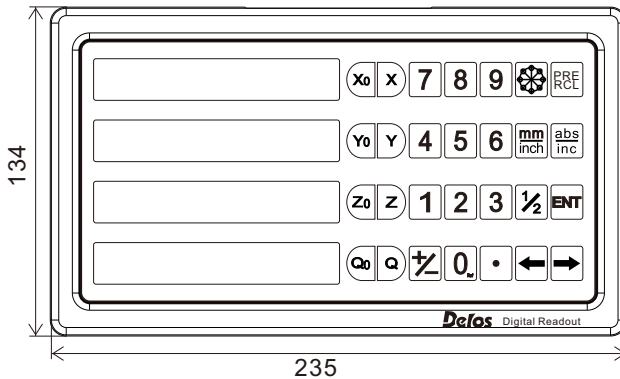 X0 X 7 8 9 PRE RCL
Y0 Y 4 5 6 mm inch abs inc
Z0 Z 1 2 3 1/2 ENT
Q0 Q +/- 0 Ref .
Delos Digital Readout
134
235